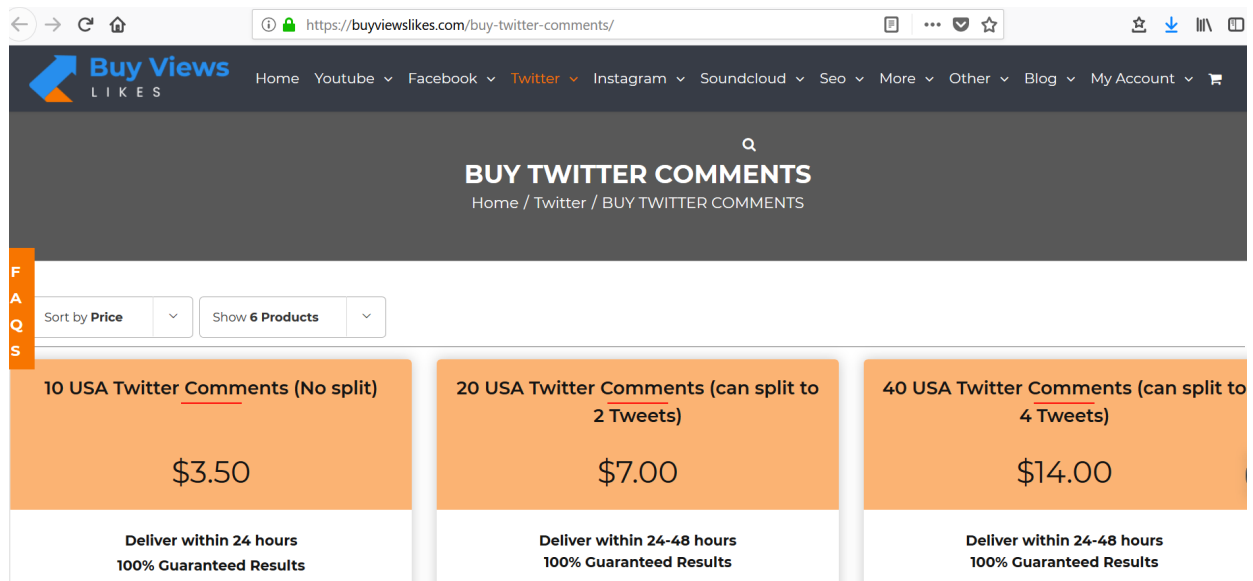 https://buyviewslikes.com/buy-twitter-comments/
Buy Views
LIKES
Home Youtube Facebook Twitter Instagram Soundcloud Seo More Other Blog My Account
BUY TWITTER COMMENTS
Home / Twitter / BUY TWITTER COMMENTS
FAQS
Sort by Price
Show 6 Products
10 USA Twitter Comments (No split)
$3.50
Deliver within 24 hours
100% Guaranteed Results
20 USA Twitter Comments (can split to
2 Tweets)
$7.00
Deliver within 24-48 hours
100% Guaranteed Results
40 USA Twitter Comments (can split to
4 Tweets)
$14.00
Deliver within 24-48 hours
100% Guaranteed Results